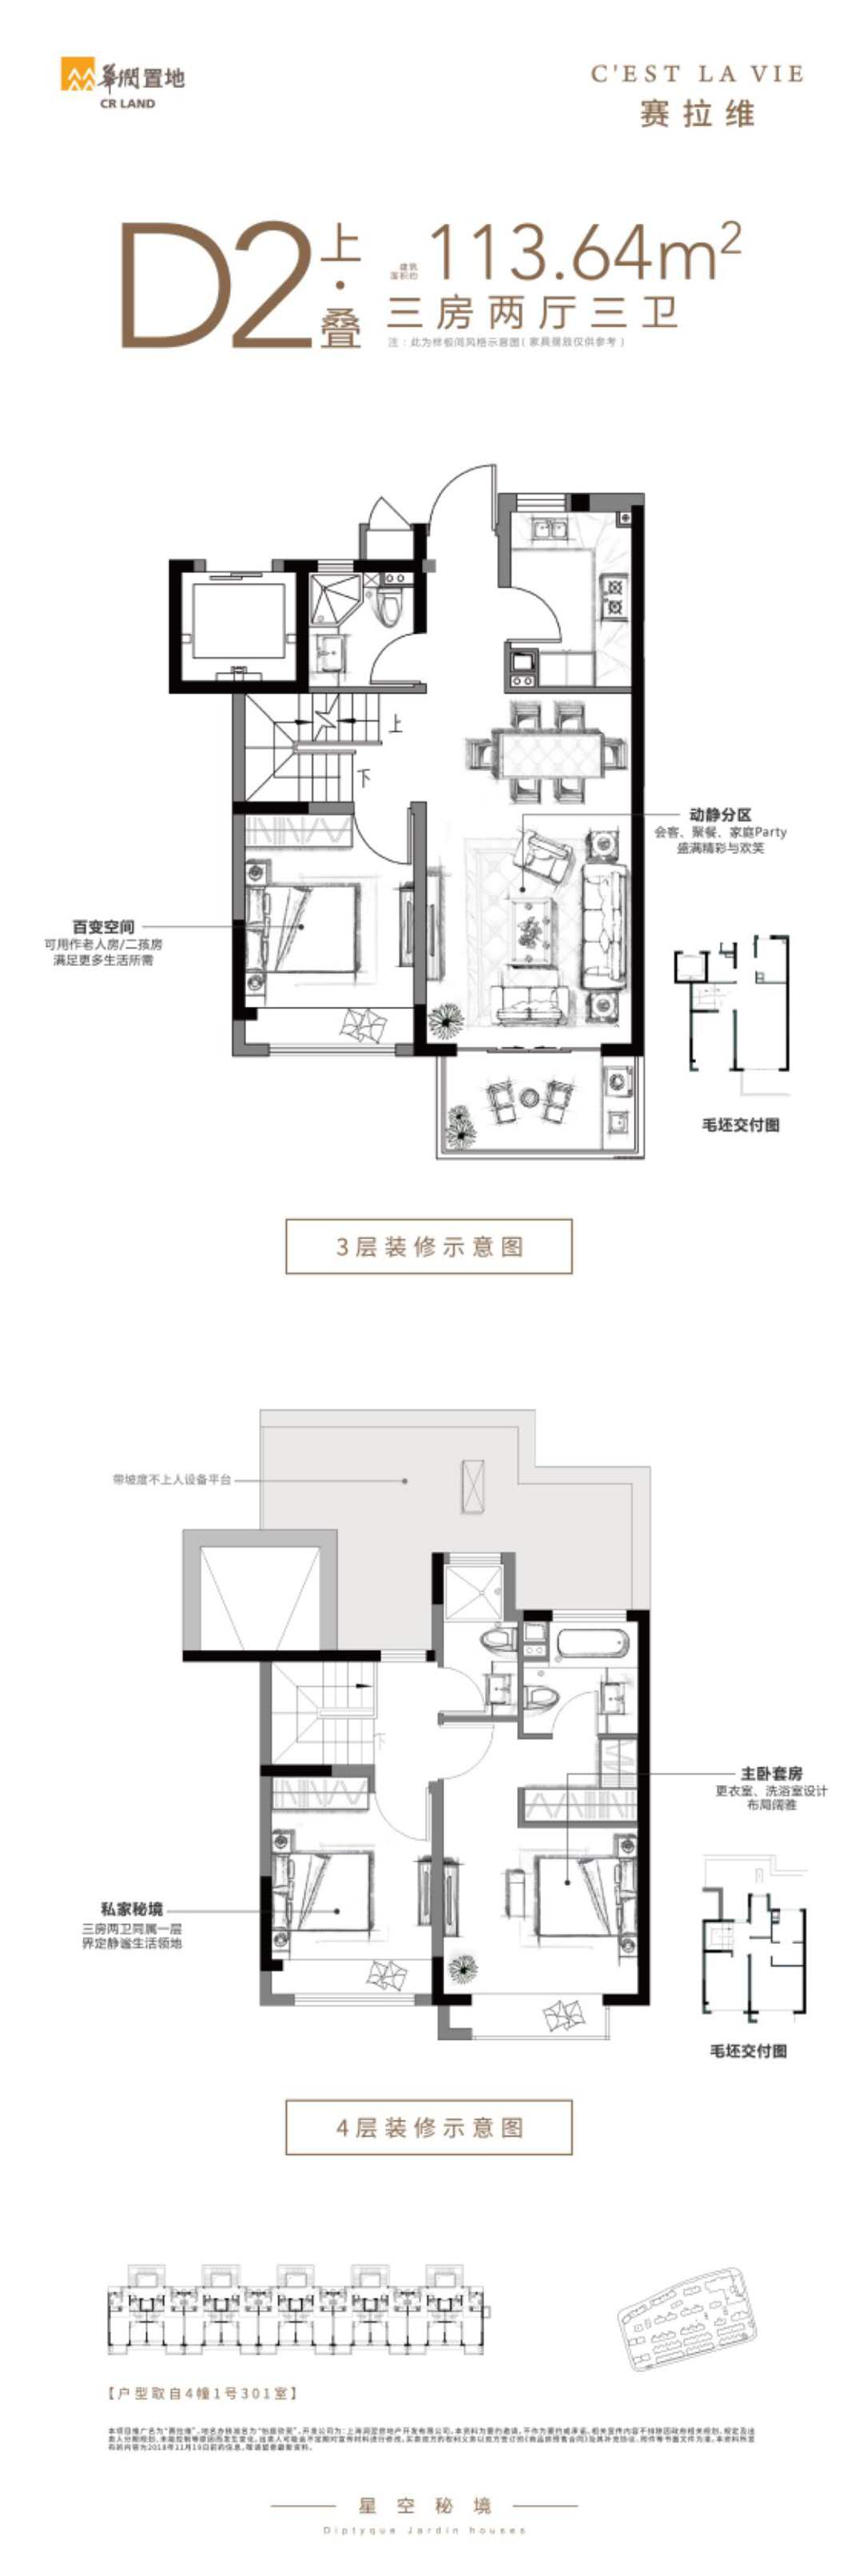 華潤置地
CR LAND
C'EST LA VIE
赛拉维
D2
上·叠
建筑面积约
113.64m²
三房两厅三卫
注：此为样板间风格示意图（家具摆放仅供参考）
上
下
动静分区
会客、聚餐、家庭Party
盛满精彩与欢笑
百变空间
可用作老人房/二孩房
满足更多生活所需
毛坯交付图
3层装修示意图
带坡度不上人设备平台
下
主卧套房
更衣室、洗浴室设计
布局阔雅
私家秘境
三房两卫同属一层
界定静谧生活领地
毛坯交付图
4层装修示意图
【户型取自4幢1号301室】
星空秘境
Diptyque Jardin houses